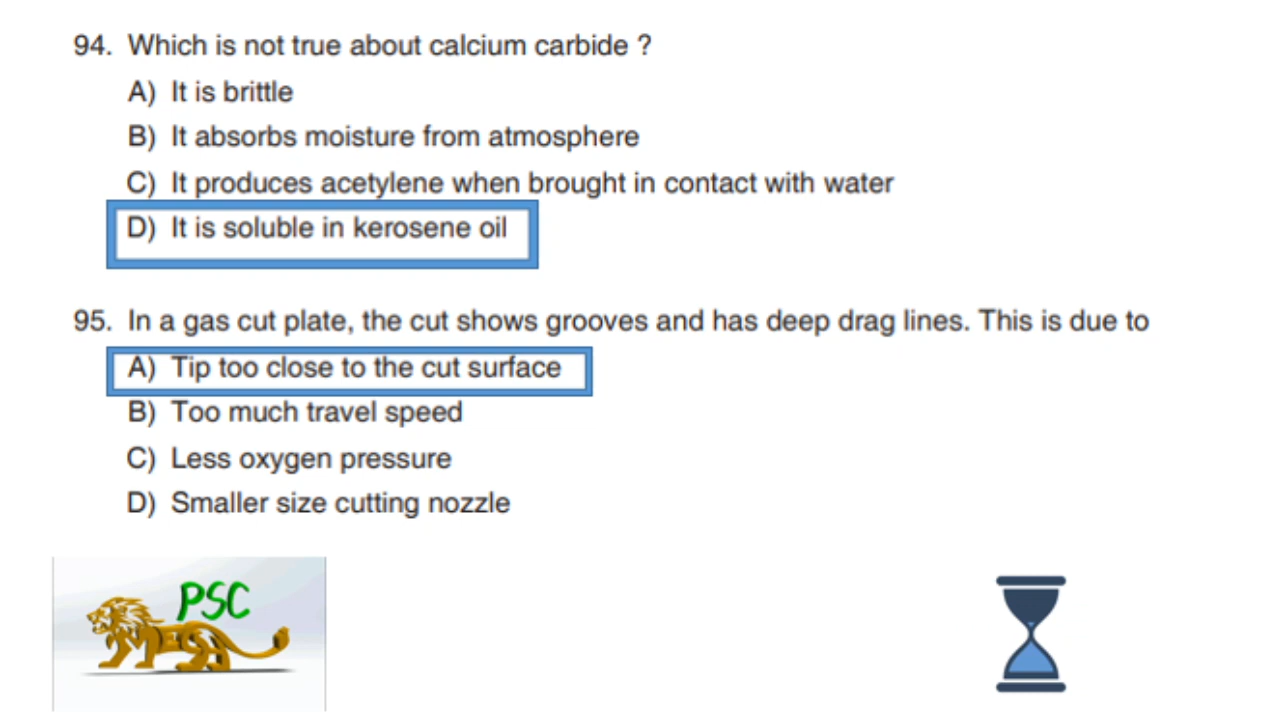 94. Which is not true about calcium carbide ?
A) It is brittle
B) It absorbs moisture from atmosphere
C) It produces acetylene when brought in contact with water
D) It is soluble in kerosene oil
95. In a gas cut plate, the cut shows grooves and has deep drag lines. This is due to
A) Tip too close to the cut surface
B) Too much travel speed
C) Less oxygen pressure
D) Smaller size cutting nozzle
PSC